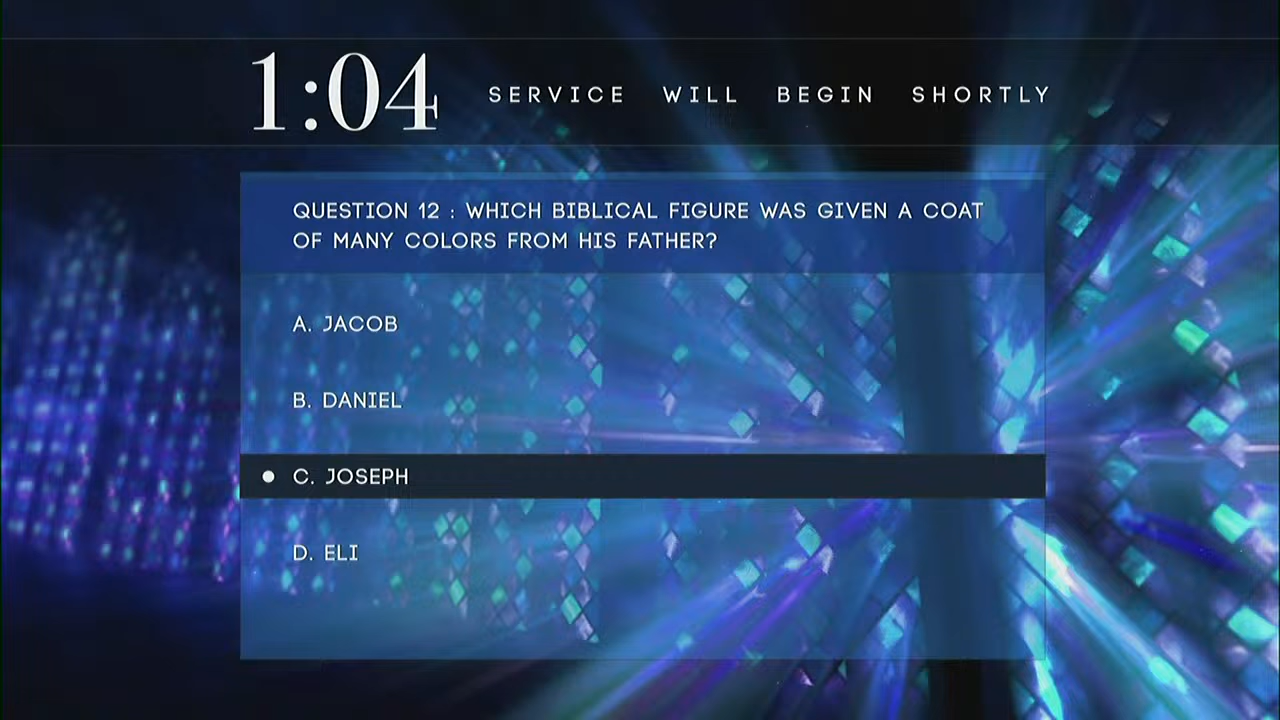 1:04 SERVICE WILL BEGIN SHORTLY
QUESTION 12 : WHICH BIBLICAL FIGURE WAS GIVEN A COAT
OF MANY COLORS FROM HIS FATHER?
A. JACOB
B. DANIEL
C. JOSEPH
D. ELI